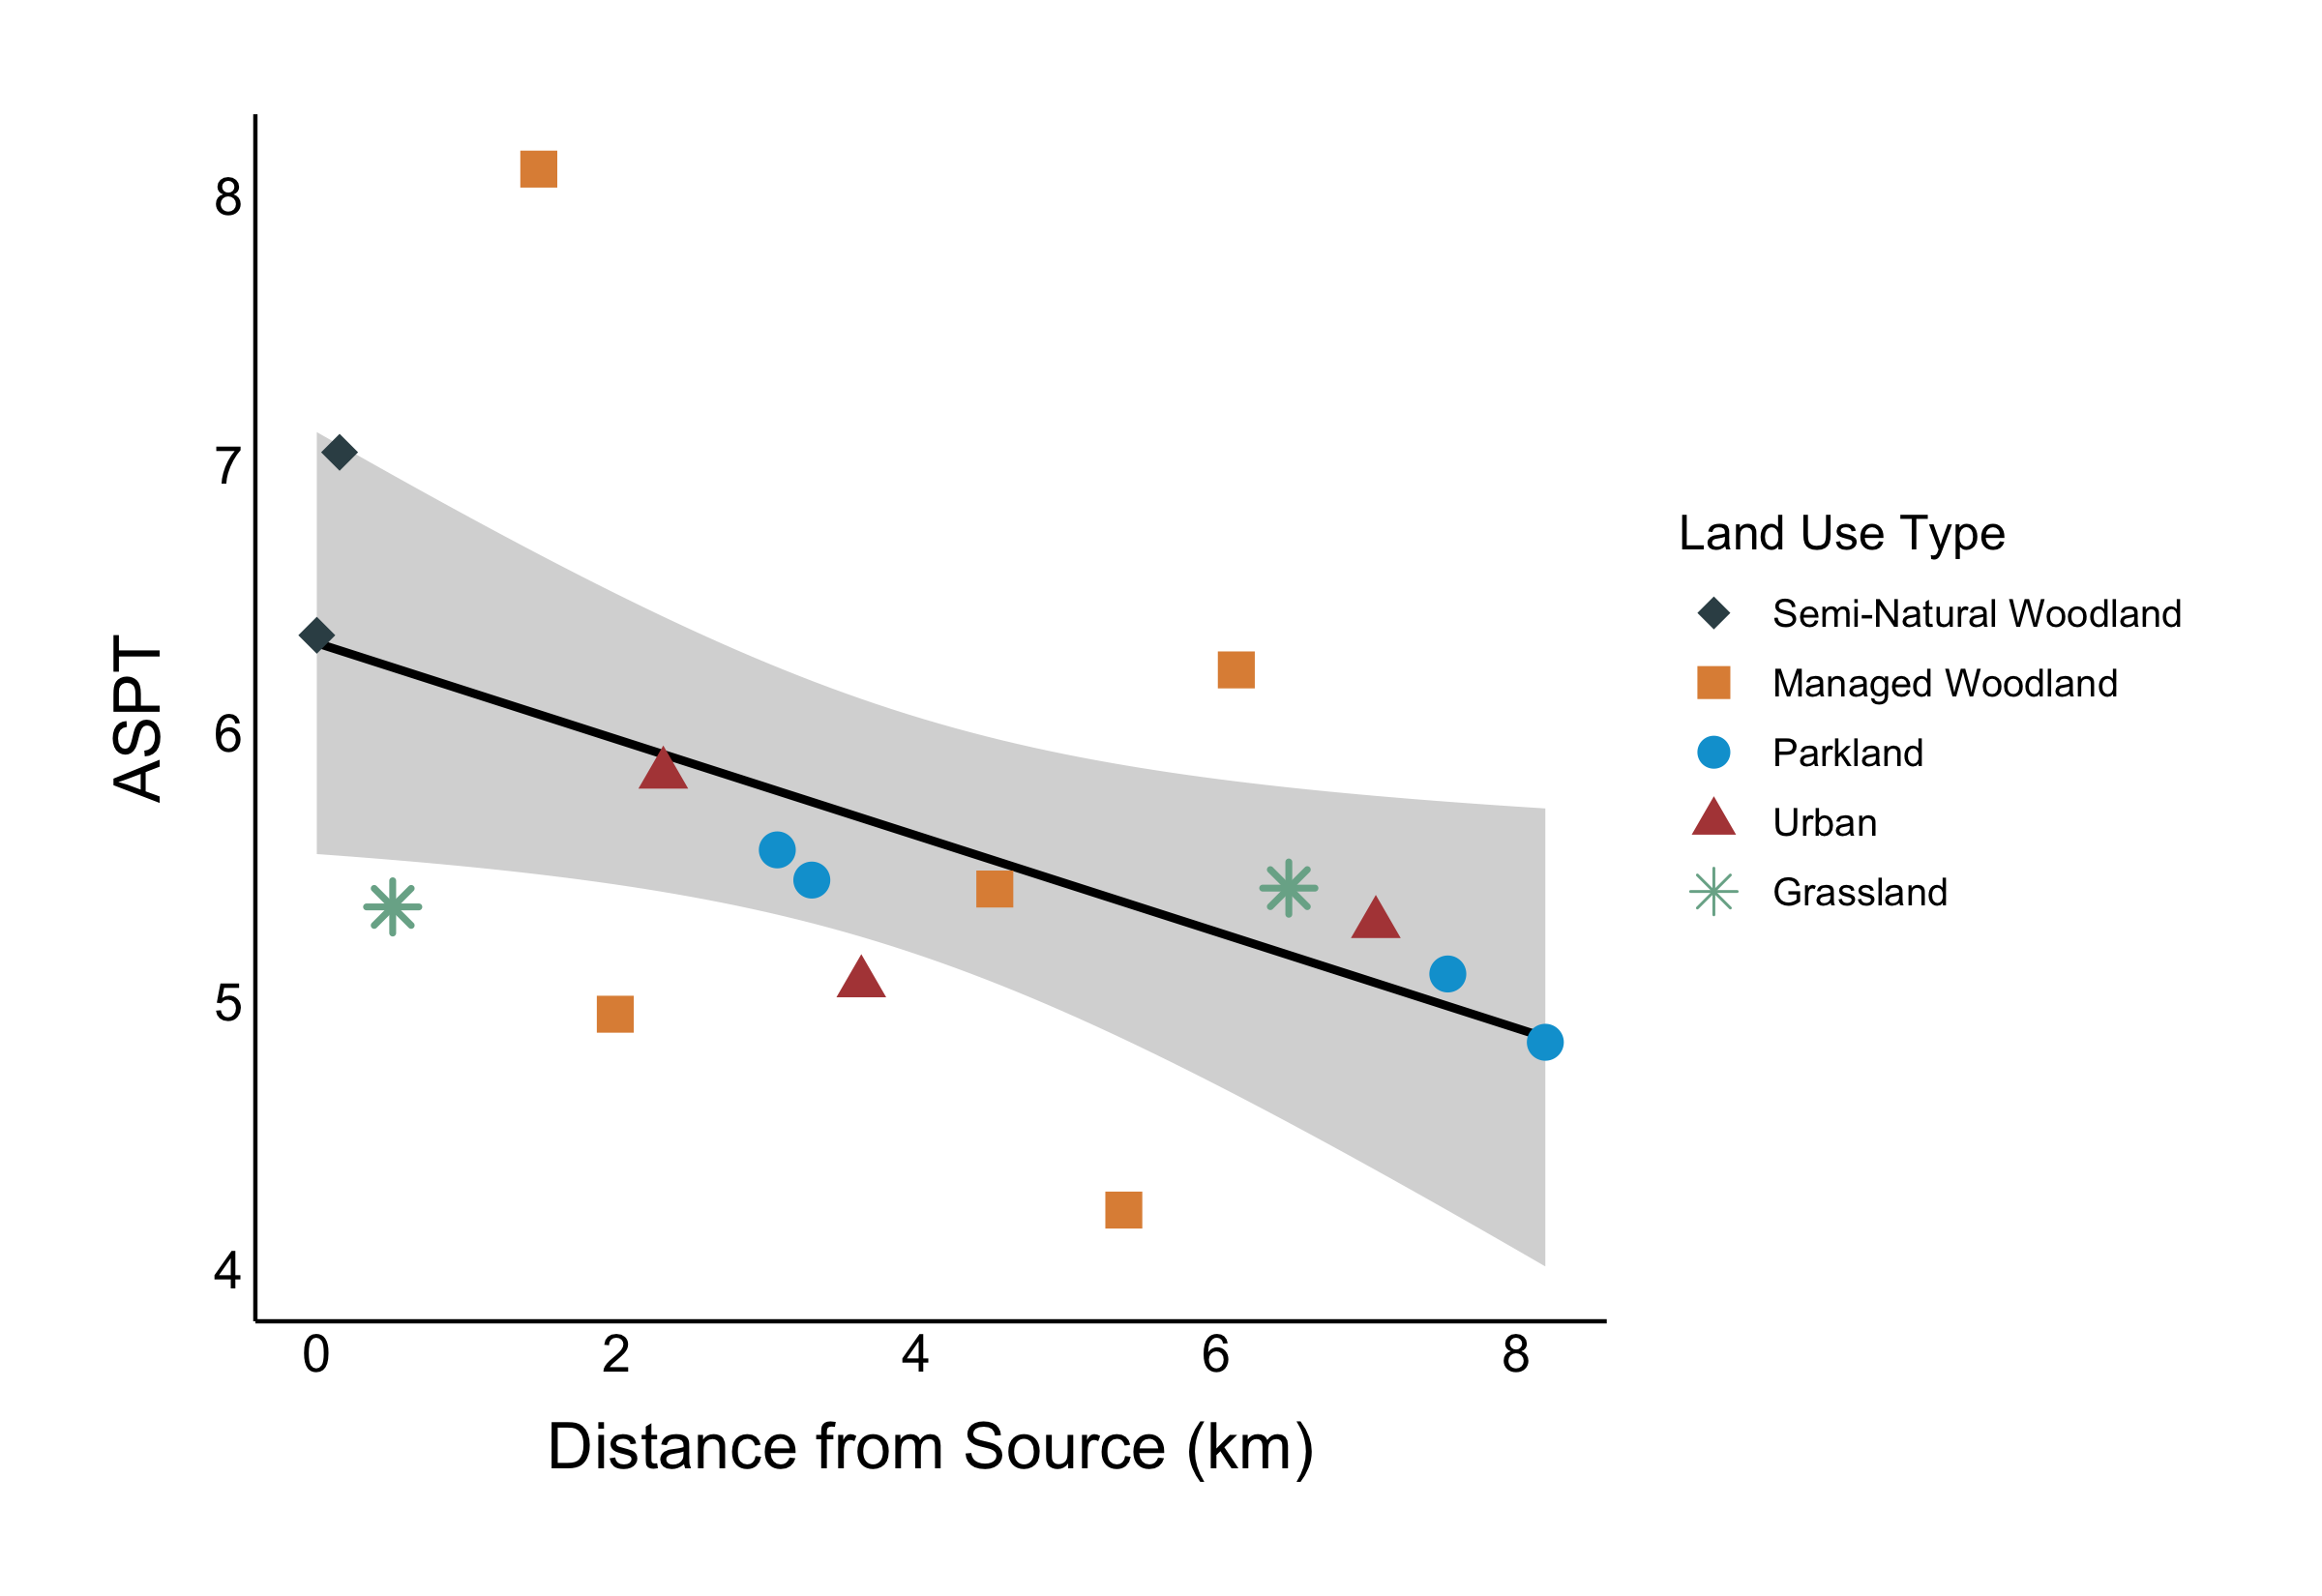 8
7
6
5
4
ASPT
0 2 4 6 8
Distance from Source (km)
Land Use Type
Semi-Natural Woodland
Managed Woodland
Parkland
Urban
Grassland